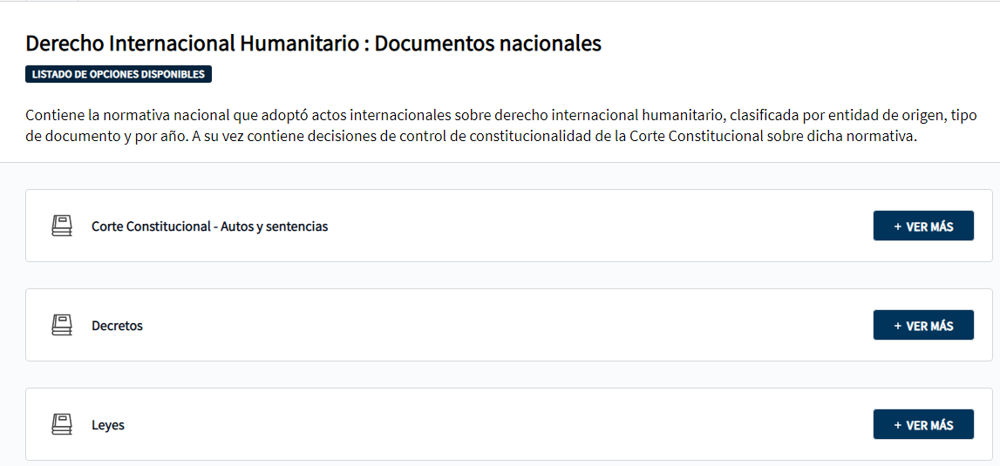 Derecho Internacional Humanitario : Documentos nacionales
LISTADO DE OPCIONES DISPONIBLES
Contiene la normativa nacional que adoptó actos internacionales sobre derecho internacional humanitario, clasificada por entidad de origen, tipo
de documento y por año. A su vez contiene decisiones de control de constitucionalidad de la Corte Constitucional sobre dicha normativa.
Corte Constitucional - Autos y sentencias
+ VER MÁS
Decretos
+ VER MÁS
Leyes
+ VER MÁS